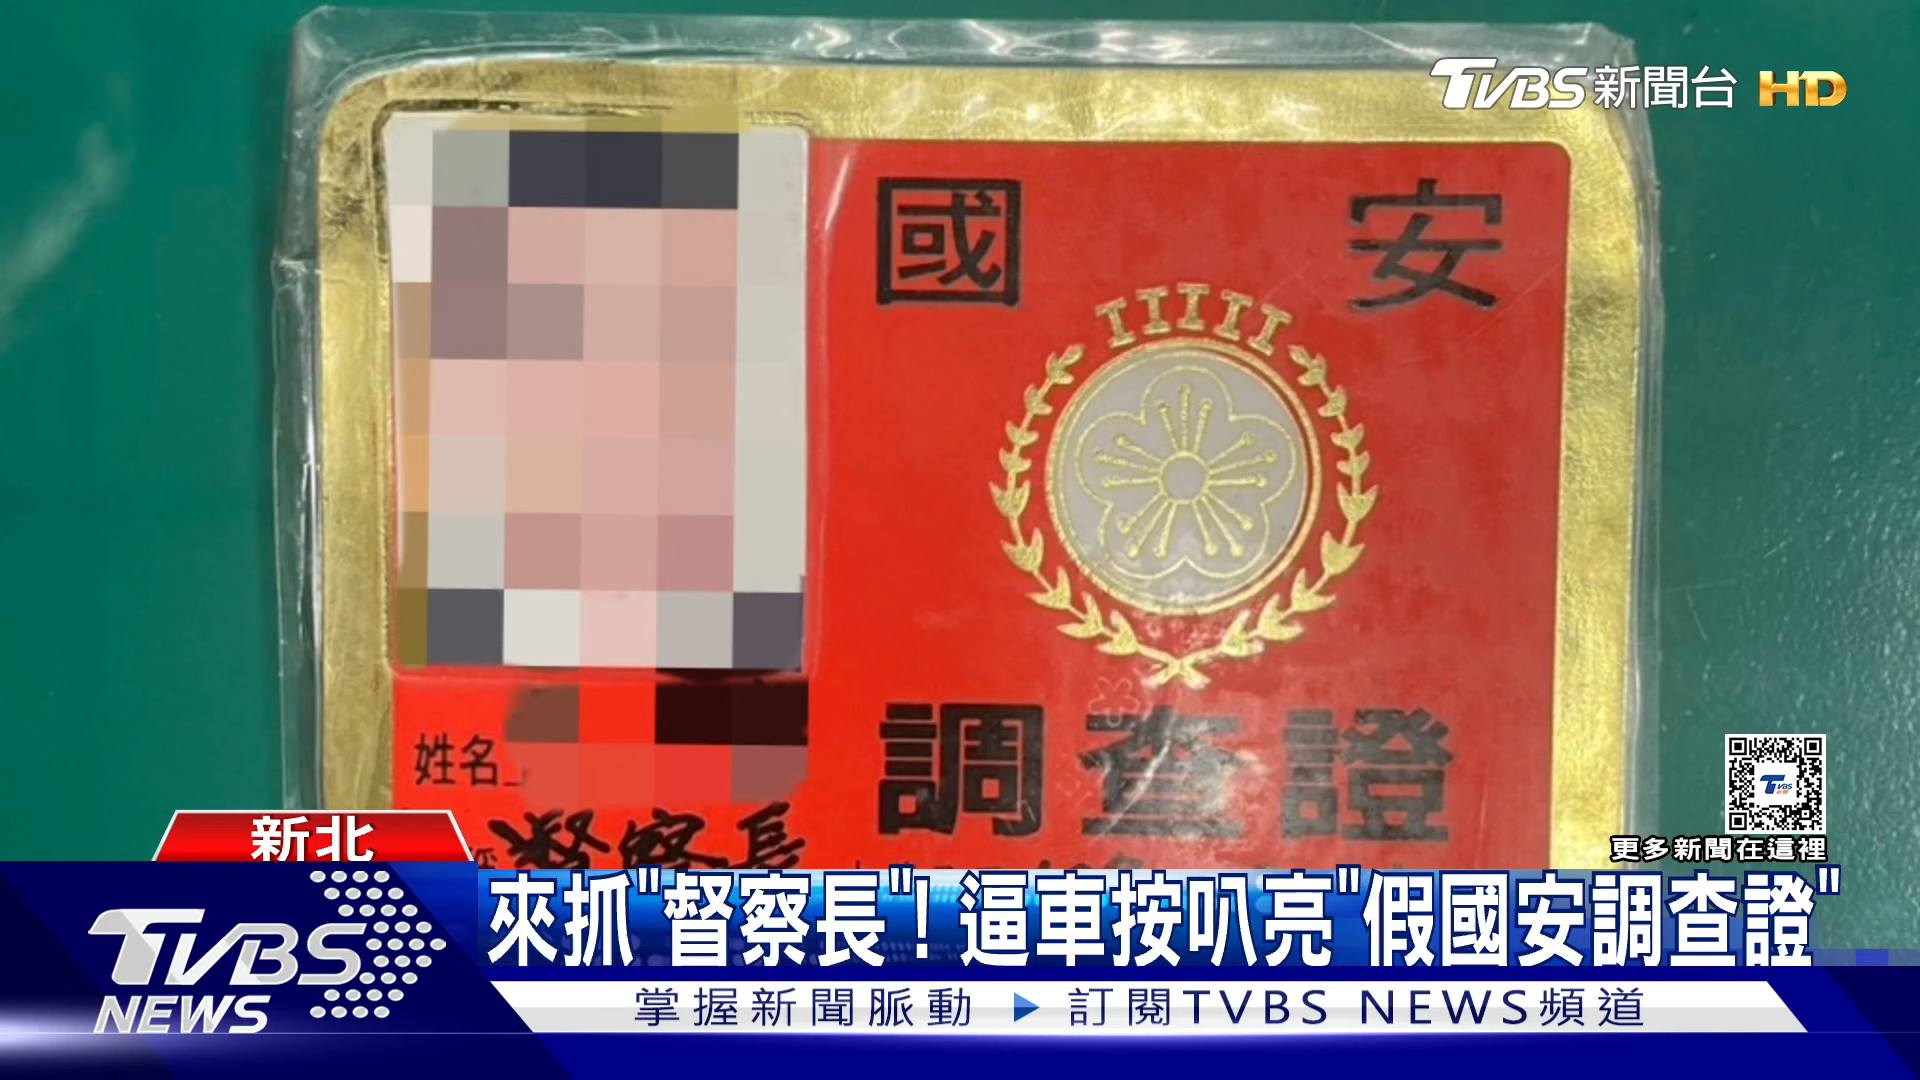 TVBS新聞台 HD
國 安
調查證
姓名
督察長
更多新聞在這裡
新北
來抓"督察長"! 逼車按叭亮"假國安調查證"
TVBS NEWS
掌握新聞脈動 ▶ 訂閱TVBS NEWS頻道